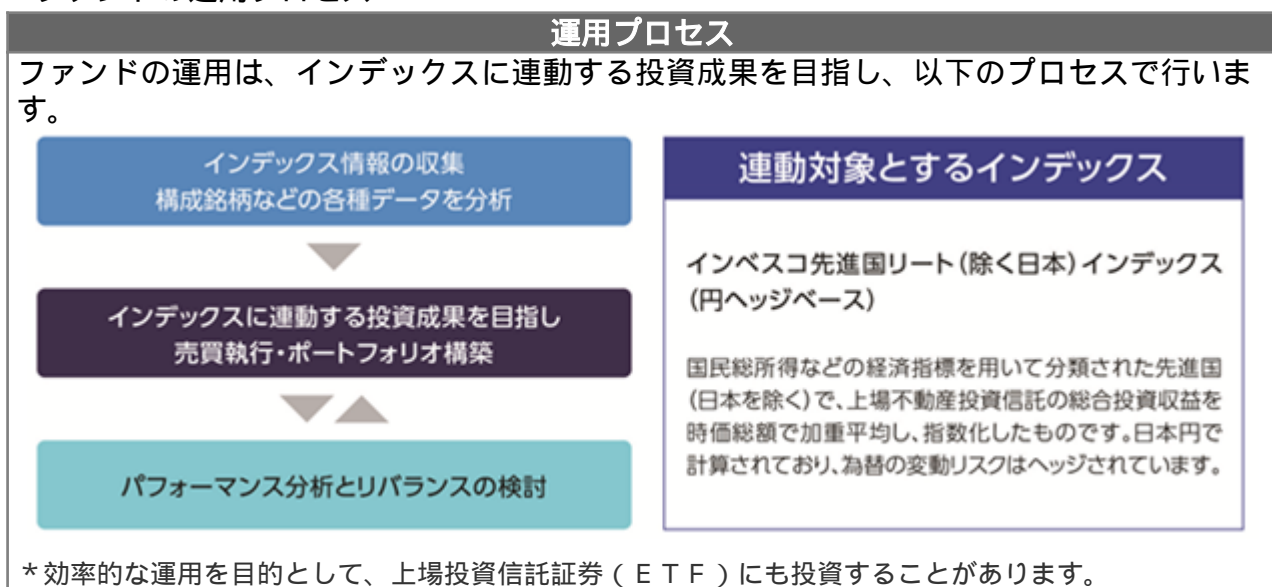 運用プロセス
ファンドの運用は、インデックスに連動する投資成果を目指し、以下のプロセスで行いま
す。
インデックス情報の収集
構成銘柄などの各種データを分析
インデックスに連動する投資成果を目指し
売買執行・ポートフォリオ構築
パフォーマンス分析とリバランスの検討
連動対象とするインデックス
インベスコ先進国リート(除く日本)インデックス
(円ヘッジベース)
国民総所得などの経済指標を用いて分類された先進国
(日本を除く)で、上場不動産投資信託の総合投資収益を
時価総額で加重平均し、指数化したものです。日本円で
計算されており、為替の変動リスクはヘッジされています。
*効率的な運用を目的として、上場投資信託証券(ETF)にも投資することがあります。